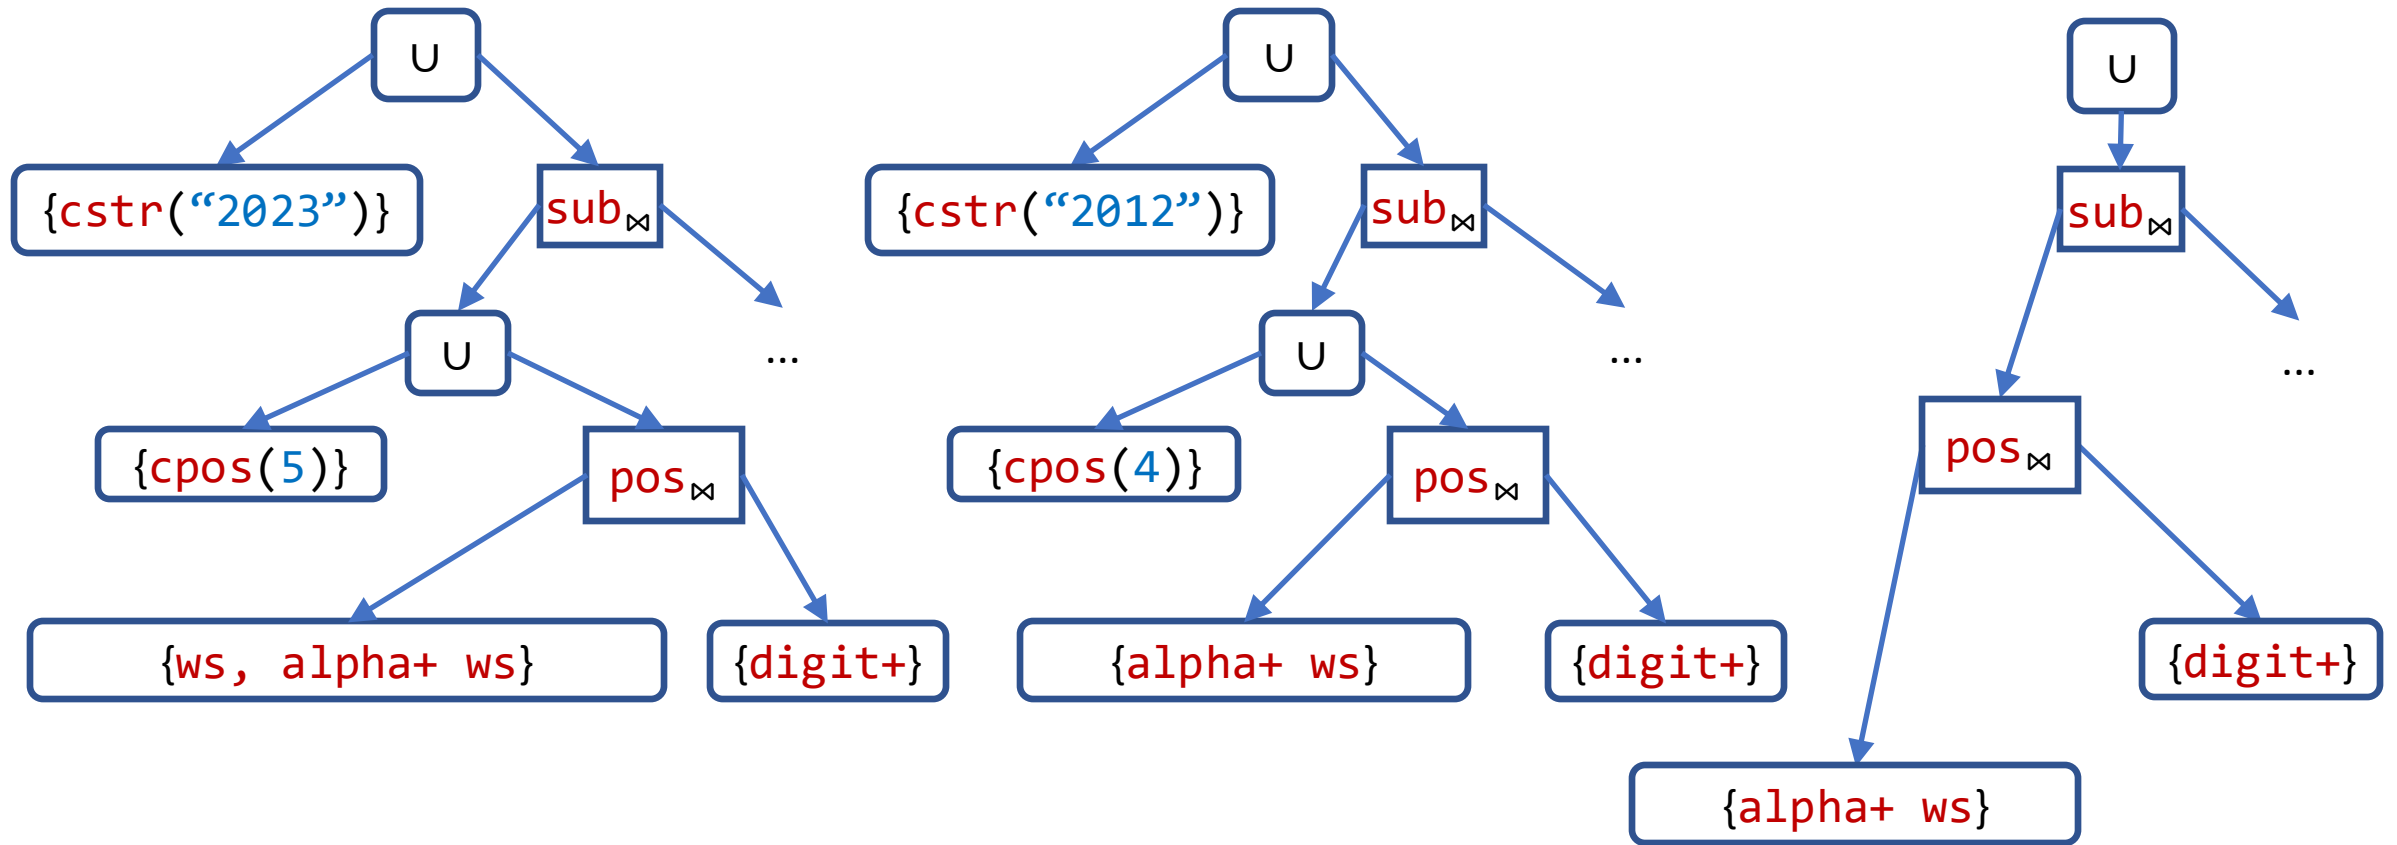 ∪ ∪ ∪
{cstr(“2023”)} sub⋈ {cstr(“2012”)} sub⋈ sub⋈
∪ ... ∪ ... ...
{cpos(5)} pos⋈ {cpos(4)} pos⋈ pos⋈
{ws, alpha+ ws} {digit+} {alpha+ ws} {digit+} {digit+}
{alpha+ ws}